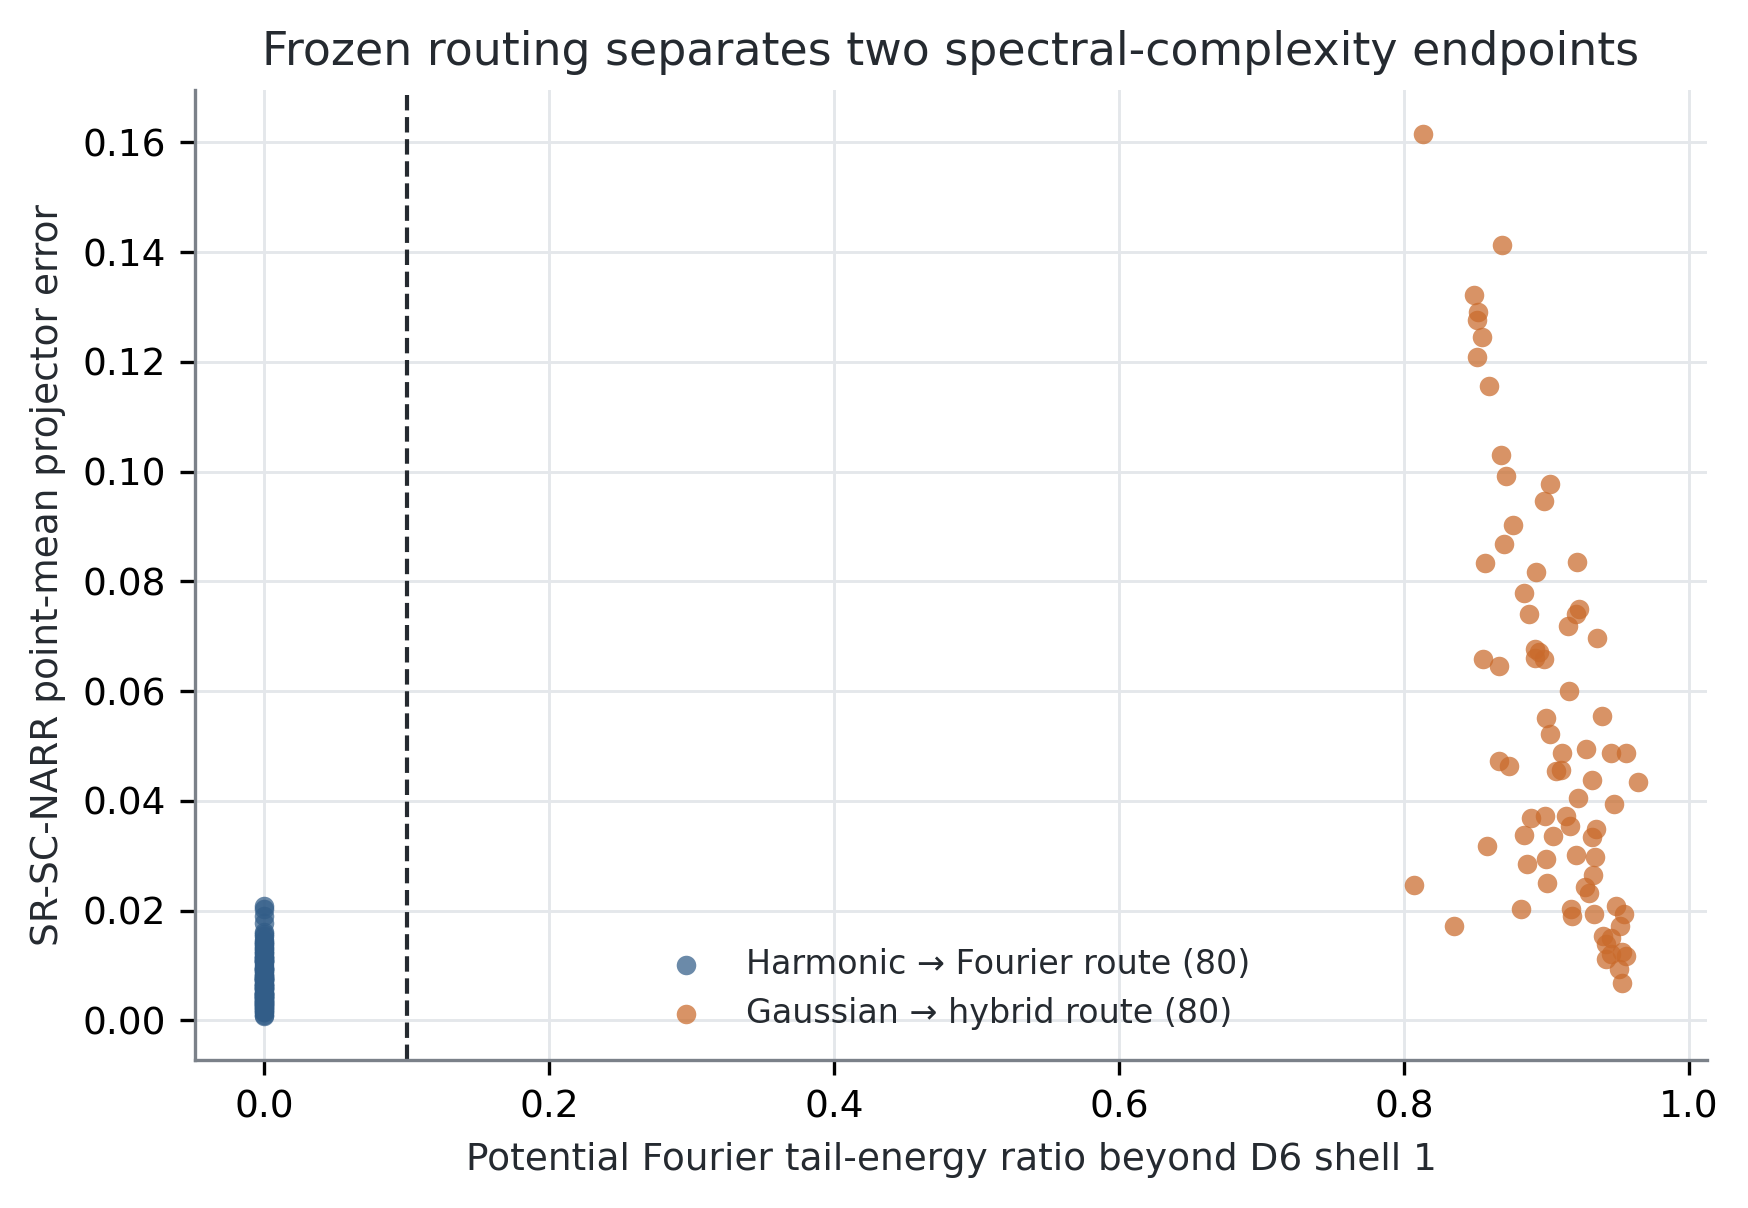 Frozen routing separates two spectral-complexity endpoints
SR-SC-NARR point-mean projector error
0.16
0.14
0.12
0.10
0.08
0.06
0.04
0.02
0.00
Harmonic → Fourier route (80)
Gaussian → hybrid route (80)
0.0 0.2 0.4 0.6 0.8 1.0
Potential Fourier tail-energy ratio beyond D6 shell 1